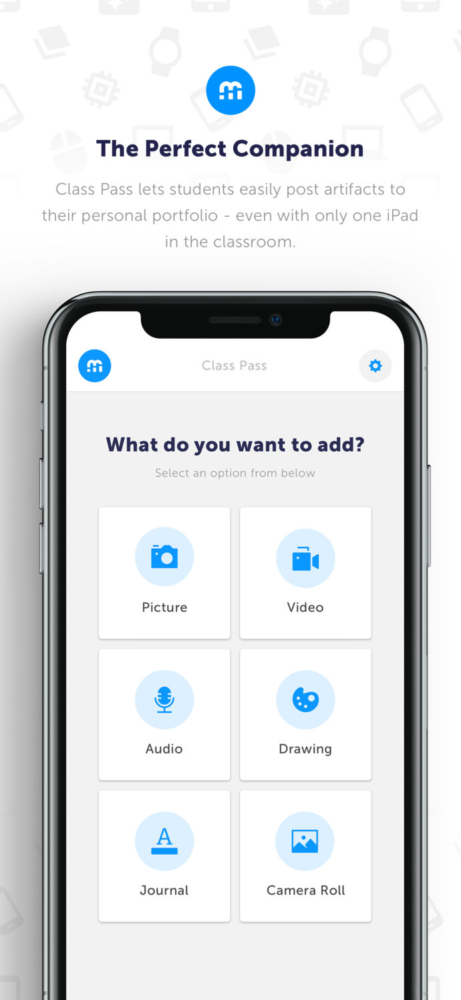 The Perfect Companion
Class Pass lets students easily post artifacts to
their personal portfolio - even with only one iPad
in the classroom.
Class Pass
What do you want to add?
Select an option from below
Picture
Video
Audio
Drawing
Journal
Camera Roll